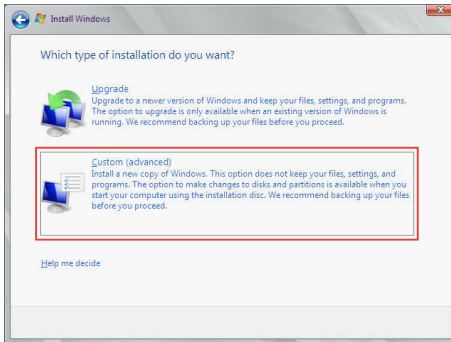 Install Windows
Which type of installation do you want?
Upgrade
Upgrade to a newer version of Windows and keep your files, settings, and programs.
The option to upgrade is only available when an existing version of Windows is
running. We recommend backing up your files before you proceed.
Custom (advanced)
Install a new copy of Windows. This option does not keep your files, settings, and
programs. The option to make changes to disks and partitions is available when you
start your computer using the installation disc. We recommend backing up your files
before you proceed.
Help me decide